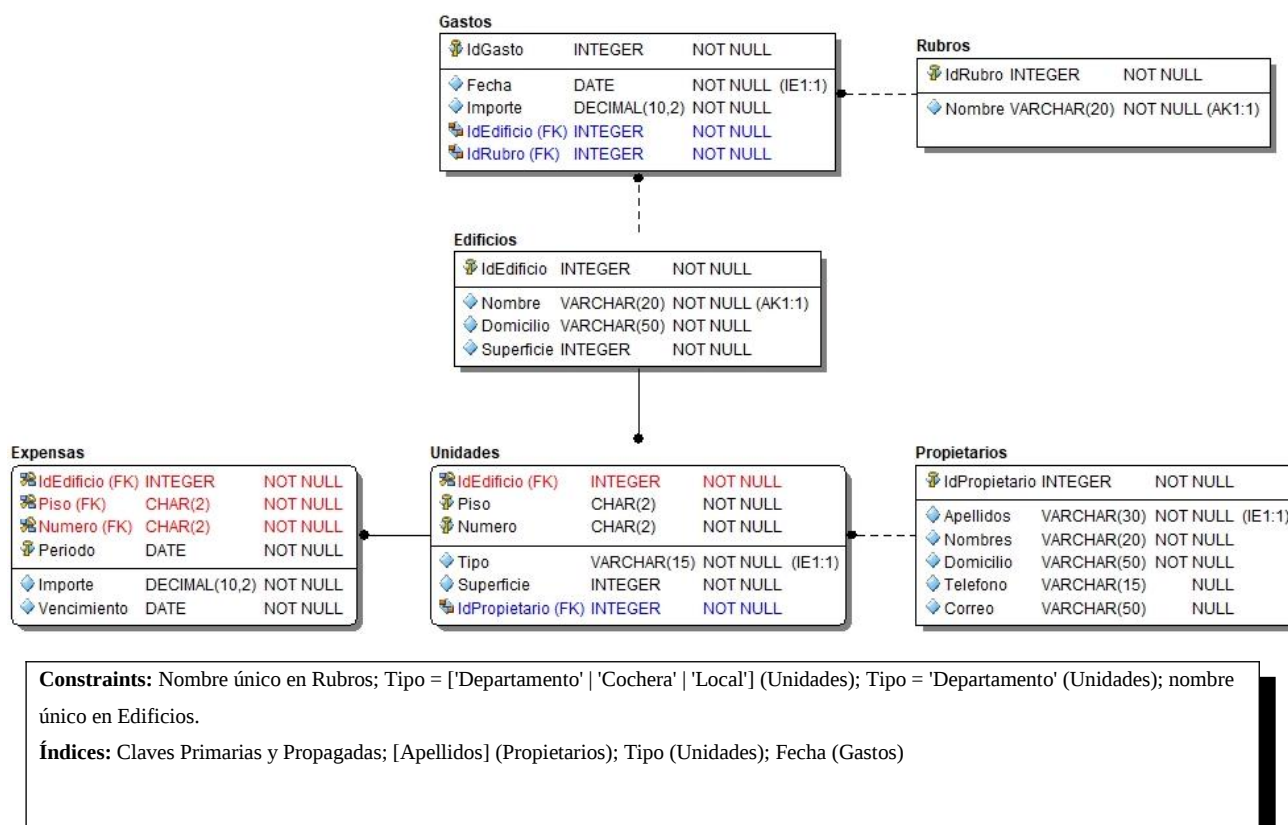 Gastos
IdGasto INTEGER NOT NULL
Fecha DATE NOT NULL (IE1:1)
Importe DECIMAL(10,2) NOT NULL
IdEdificio (FK) INTEGER NOT NULL
IdRubro (FK) INTEGER NOT NULL
Rubros
IdRubro INTEGER NOT NULL
Nombre VARCHAR(20) NOT NULL (AK1:1)
Edificios
IdEdificio INTEGER NOT NULL
Nombre VARCHAR(20) NOT NULL (AK1:1)
Domicilio VARCHAR(50) NOT NULL
Superficie INTEGER NOT NULL
Expensas
IdEdificio (FK) INTEGER NOT NULL
Piso (FK) CHAR(2) NOT NULL
Numero (FK) CHAR(2) NOT NULL
Periodo DATE NOT NULL
Importe DECIMAL(10,2) NOT NULL
Vencimiento DATE NOT NULL
Unidades
IdEdificio (FK) INTEGER NOT NULL
Piso CHAR(2) NOT NULL
Numero CHAR(2) NOT NULL
Tipo VARCHAR(15) NOT NULL (IE1:1)
Superficie INTEGER NOT NULL
IdPropietario (FK) INTEGER NOT NULL
Propietarios
IdPropietario INTEGER NOT NULL
Apellidos VARCHAR(30) NOT NULL (IE1:1)
Nombres VARCHAR(20) NOT NULL
Domicilio VARCHAR(50) NOT NULL
Telefono VARCHAR(15) NULL
Correo VARCHAR(50) NULL
Constraints: Nombre único en Rubros; Tipo = ['Departamento' | 'Cochera' | 'Local'] (Unidades); Tipo = 'Departamento' (Unidades); nombre
único en Edificios.
Índices: Claves Primarias y Propagadas; [Apellidos] (Propietarios); Tipo (Unidades); Fecha (Gastos)